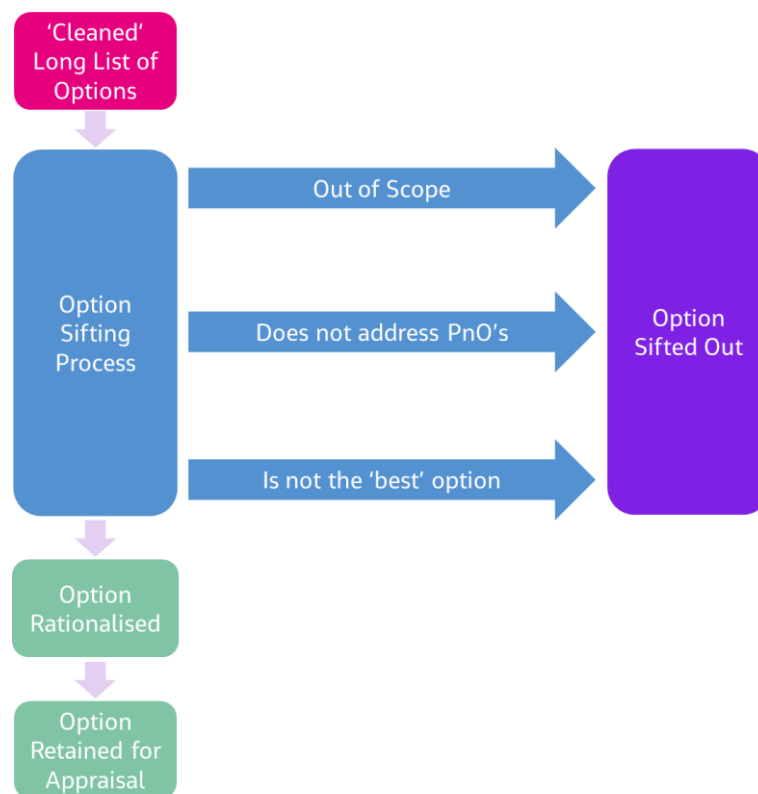 ‘Cleaned’
Long List of
Options
Out of Scope
Option
Sifting
Process
Does not address PnO’s
Option
Sifted Out
Is not the ‘best’ option
Option
Rationalised
Option
Retained for
Appraisal